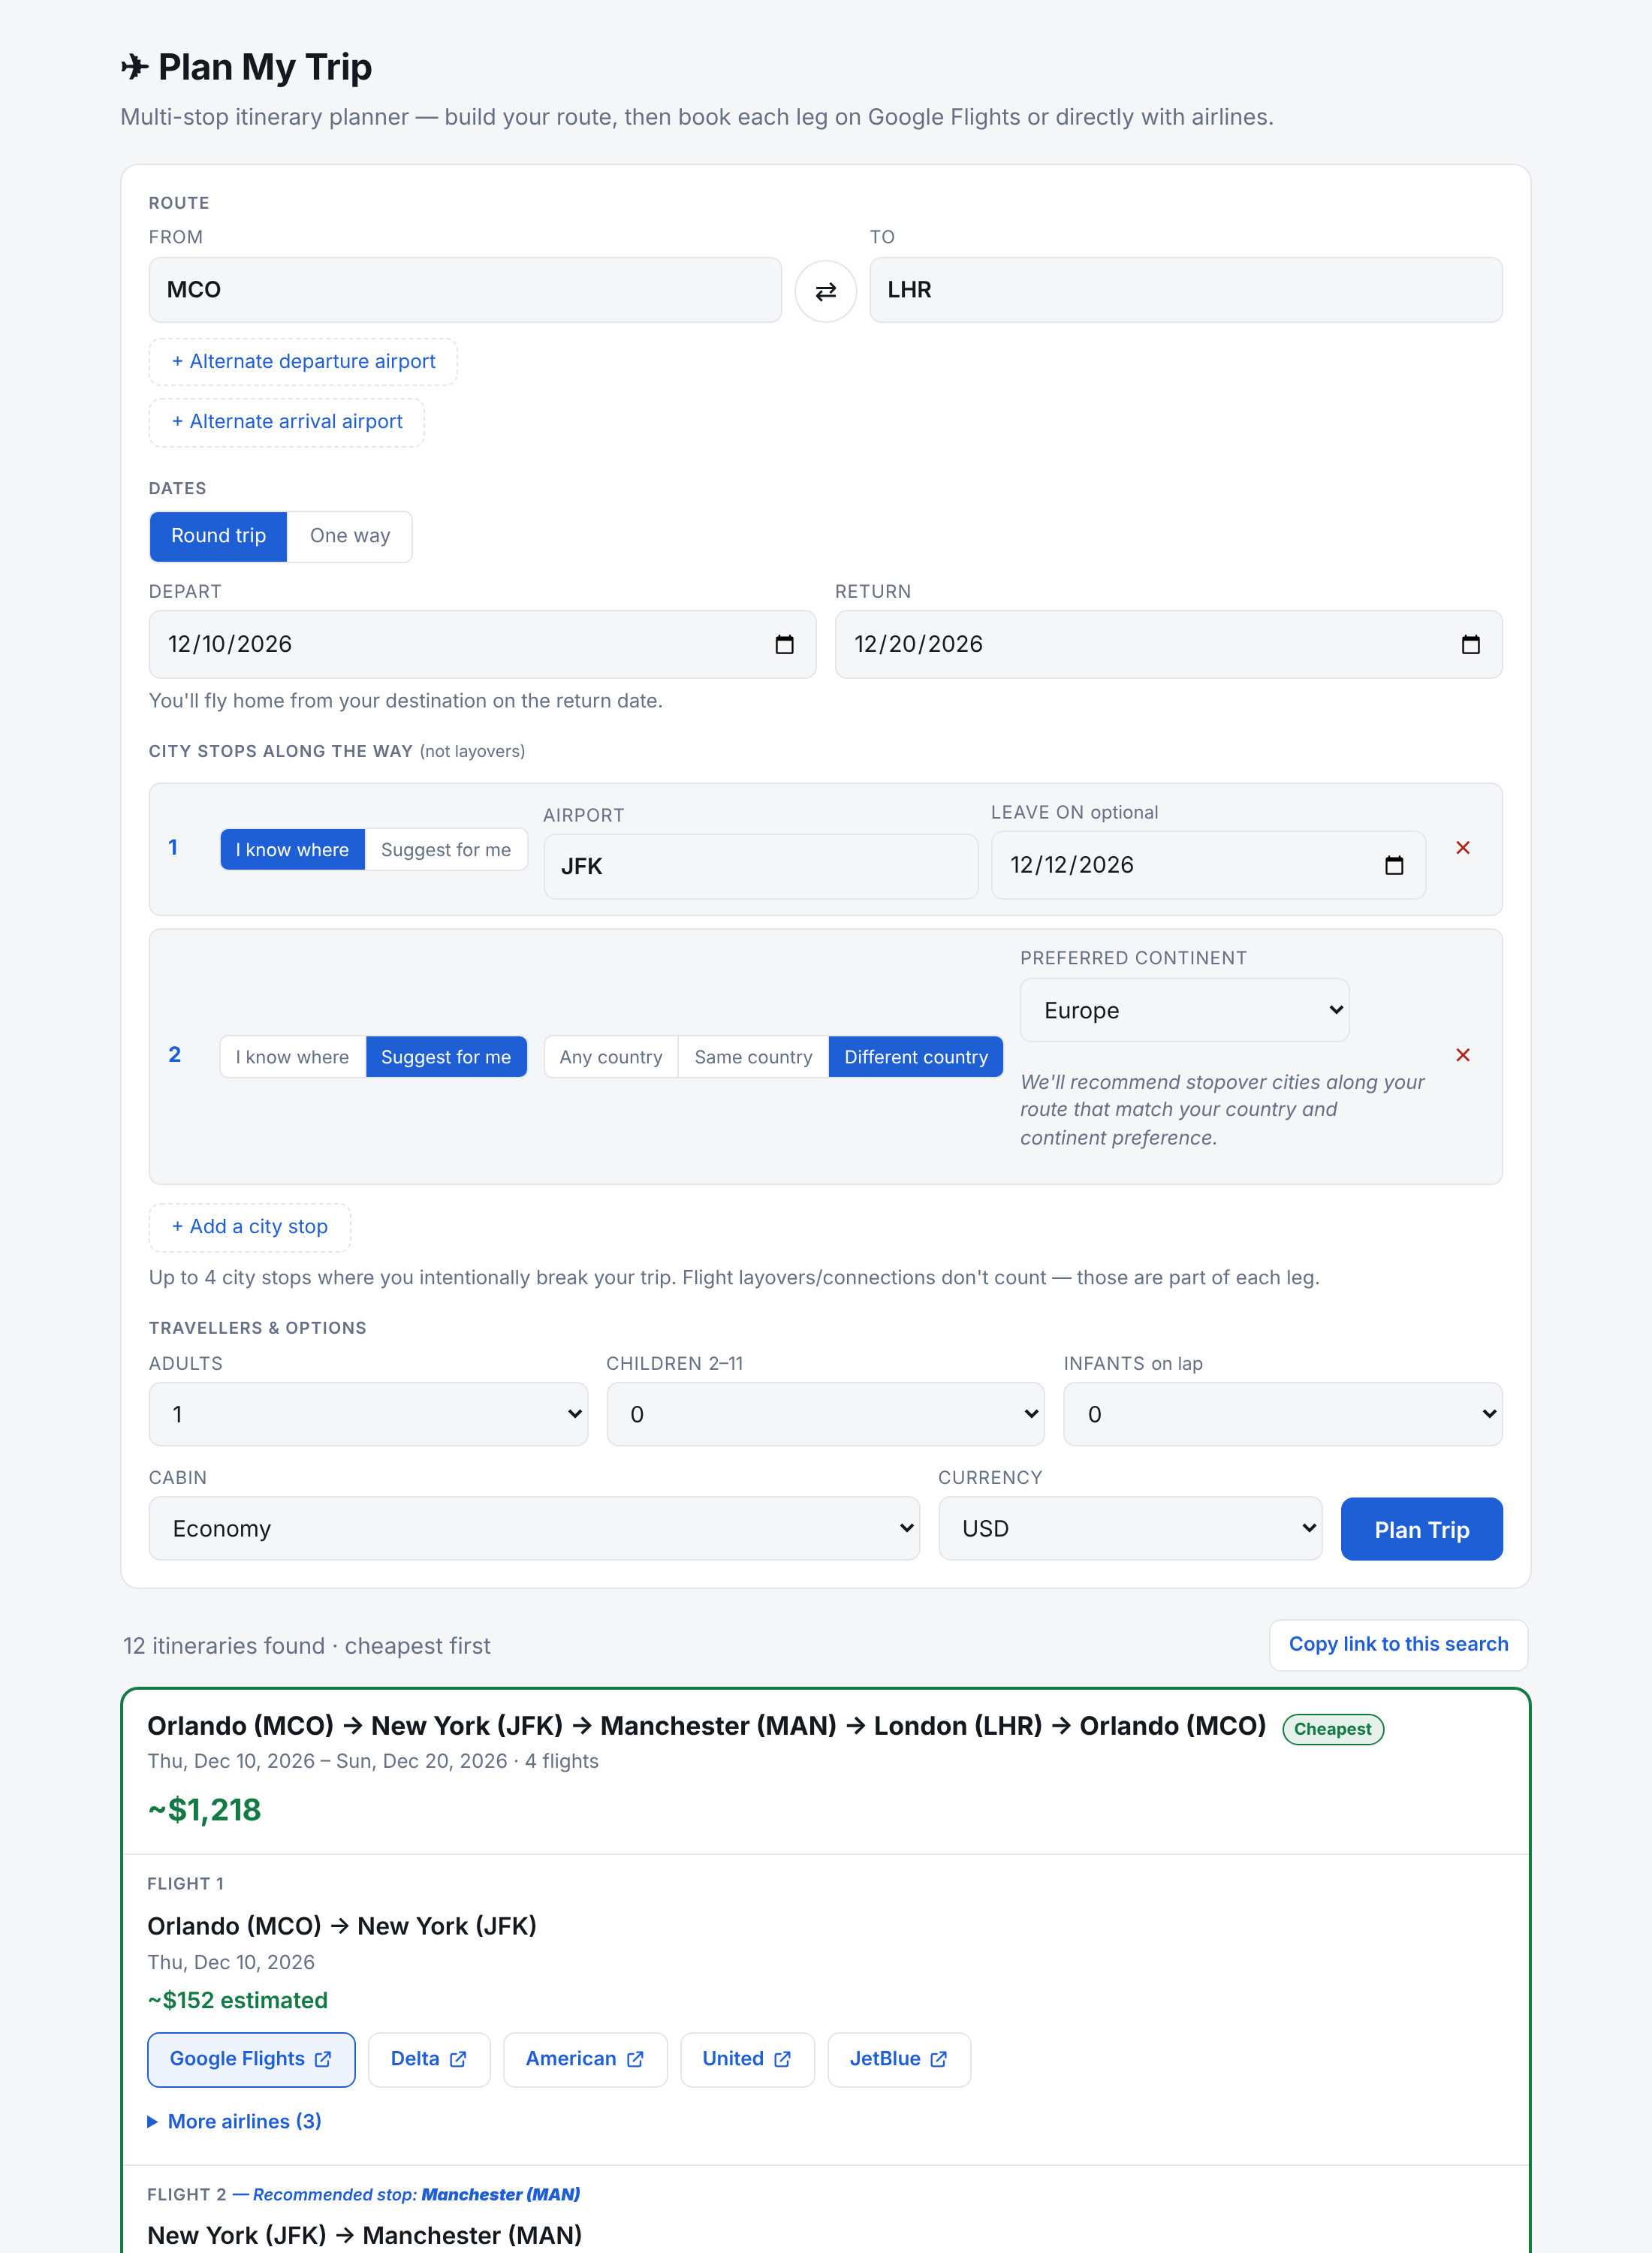 ✈ Plan My Trip
Multi-stop itinerary planner — build your route, then book each leg on Google Flights or directly with airlines.
ROUTE
FROM
TO
MCO
⇄
LHR
+ Alternate departure airport
+ Alternate arrival airport
DATES
Round trip
One way
DEPART
RETURN
12/10/2026
12/20/2026
You'll fly home from your destination on the return date.
CITY STOPS ALONG THE WAY (not layovers)
1
I know where
Suggest for me
AIRPORT
JFK
LEAVE ON optional
12/12/2026
✕
2
I know where
Suggest for me
Any country
Same country
Different country
PREFERRED CONTINENT
Europe
We'll recommend stopover cities along your
route that match your country and
continent preference.
✕
+ Add a city stop
Up to 4 city stops where you intentionally break your trip. Flight layovers/connections don't count — those are part of each leg.
TRAVELLERS & OPTIONS
ADULTS
CHILDREN 2–11
INFANTS on lap
1
0
0
CABIN
CURRENCY
Economy
USD
Plan Trip
12 itineraries found · cheapest first
Copy link to this search
Orlando (MCO) → New York (JFK) → Manchester (MAN) → London (LHR) → Orlando (MCO) Cheapest
Thu, Dec 10, 2026 – Sun, Dec 20, 2026 · 4 flights
~$1,218
FLIGHT 1
Orlando (MCO) → New York (JFK)
Thu, Dec 10, 2026
~$152 estimated
Google Flights
Delta
American
United
JetBlue
▶ More airlines (3)
FLIGHT 2 — Recommended stop: Manchester (MAN)
New York (JFK) → Manchester (MAN)